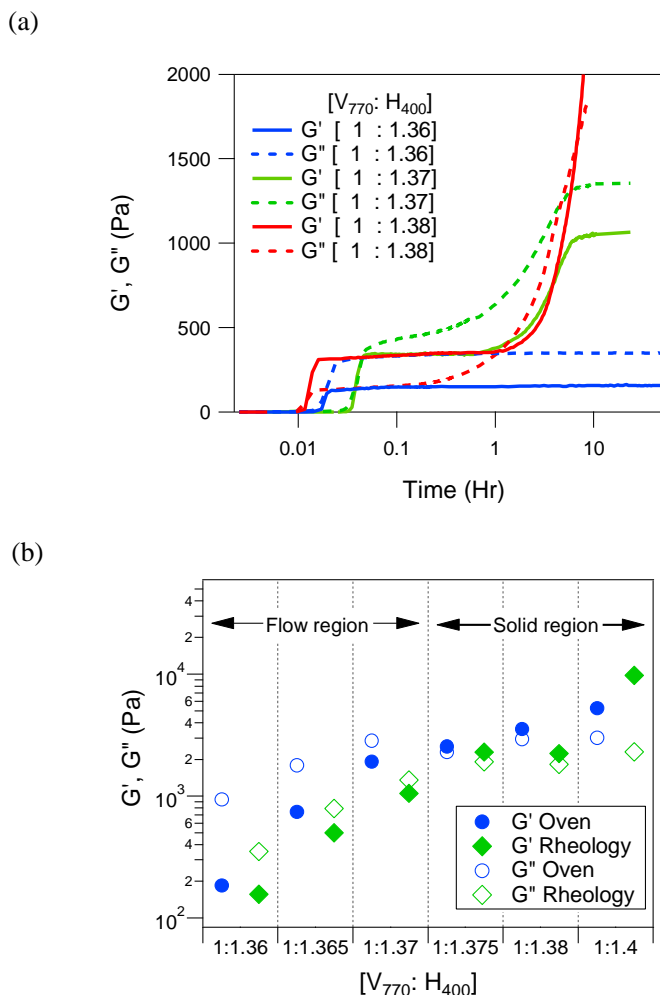 (a)
2000
1500
1000
500
0
G', G" (Pa)
[V770: H400]
G' [ 1 : 1.36]
G" [ 1 : 1.36]
G' [ 1 : 1.37]
G" [ 1 : 1.37]
G' [ 1 : 1.38]
G" [ 1 : 1.38]
0.01
0.1
1
10
Time (Hr)
(b)
4
2
10^4
6
4
2
10^3
6
4
2
10^2
G', G" (Pa)
Flow region
Solid region
G' Oven
G' Rheology
G" Oven
G" Rheology
1:1.36
1:1.365
1:1.37
1:1.375
1:1.38
1:1.4
[V770: H400]